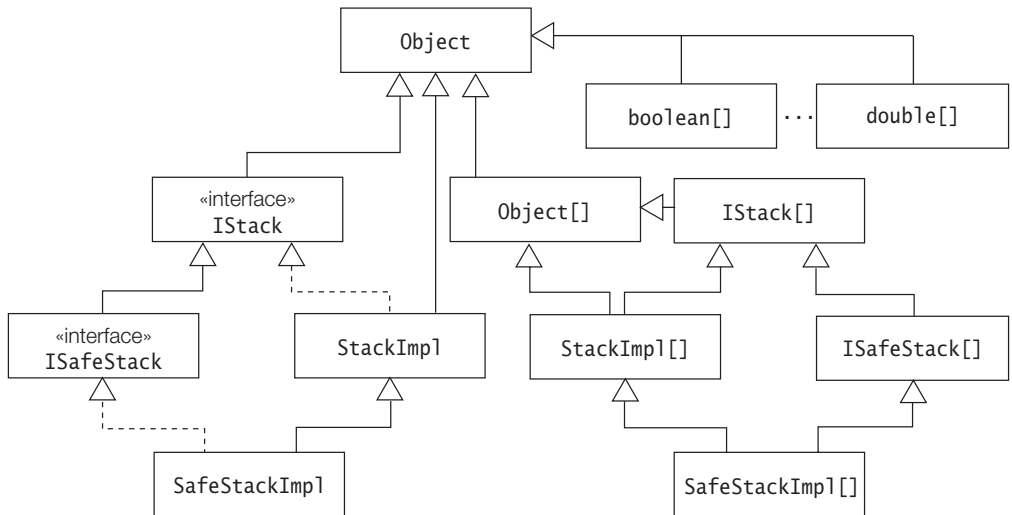 Object
boolean[]
...
double[]
«interface»
IStack
Object[]
IStack[]
«interface»
ISafeStack
StackImpl
StackImpl[]
ISafeStack[]
SafeStackImpl
SafeStackImpl[]